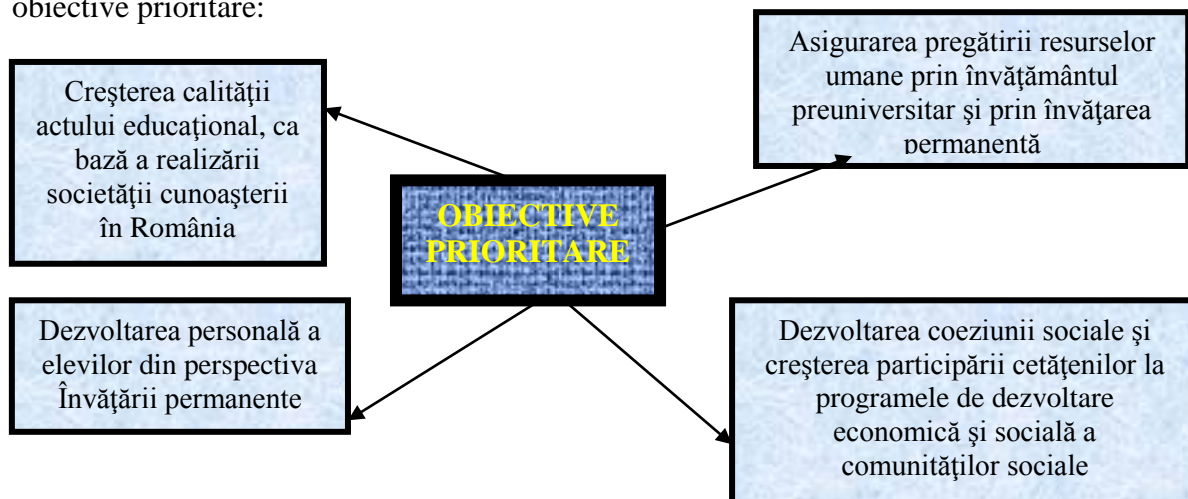 obiective prioritare:
Creşterea calităţii
actului educaţional, ca
bază a realizării
societăţii cunoaşterii
în România
Asigurarea pregătirii resurselor
umane prin învăţământul
preuniversitar şi prin învăţarea
permanentă
OBIECTIVE
PRIORITARE
Dezvoltarea personală a
elevilor din perspectiva
Învăţării permanente
Dezvoltarea coeziunii sociale şi
creşterea participării cetăţenilor la
programele de dezvoltare
economică şi socială a
comunităţilor sociale